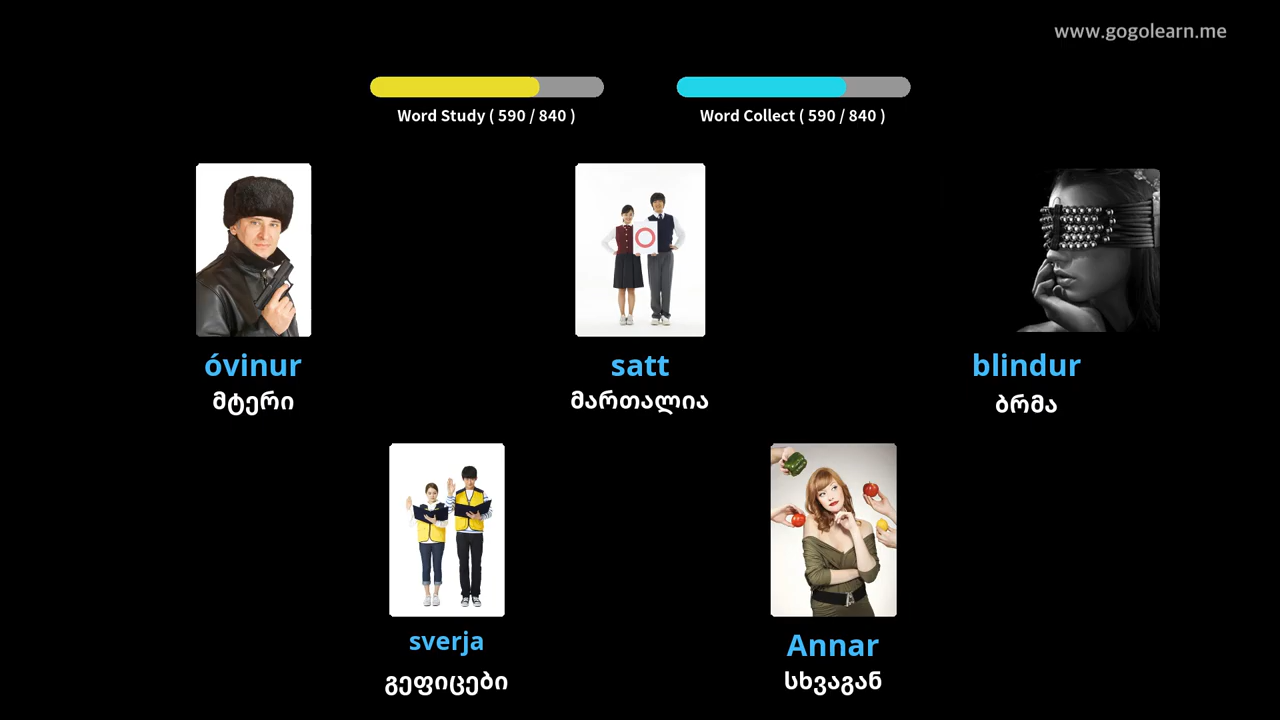 www.gogolearn.me
Word Study ( 590 / 840 )
Word Collect ( 590 / 840 )
óvinur
მტერი
satt
მართალია
blindur
ბრმა
sverja
გეფიცები
Annar
სხვაგან